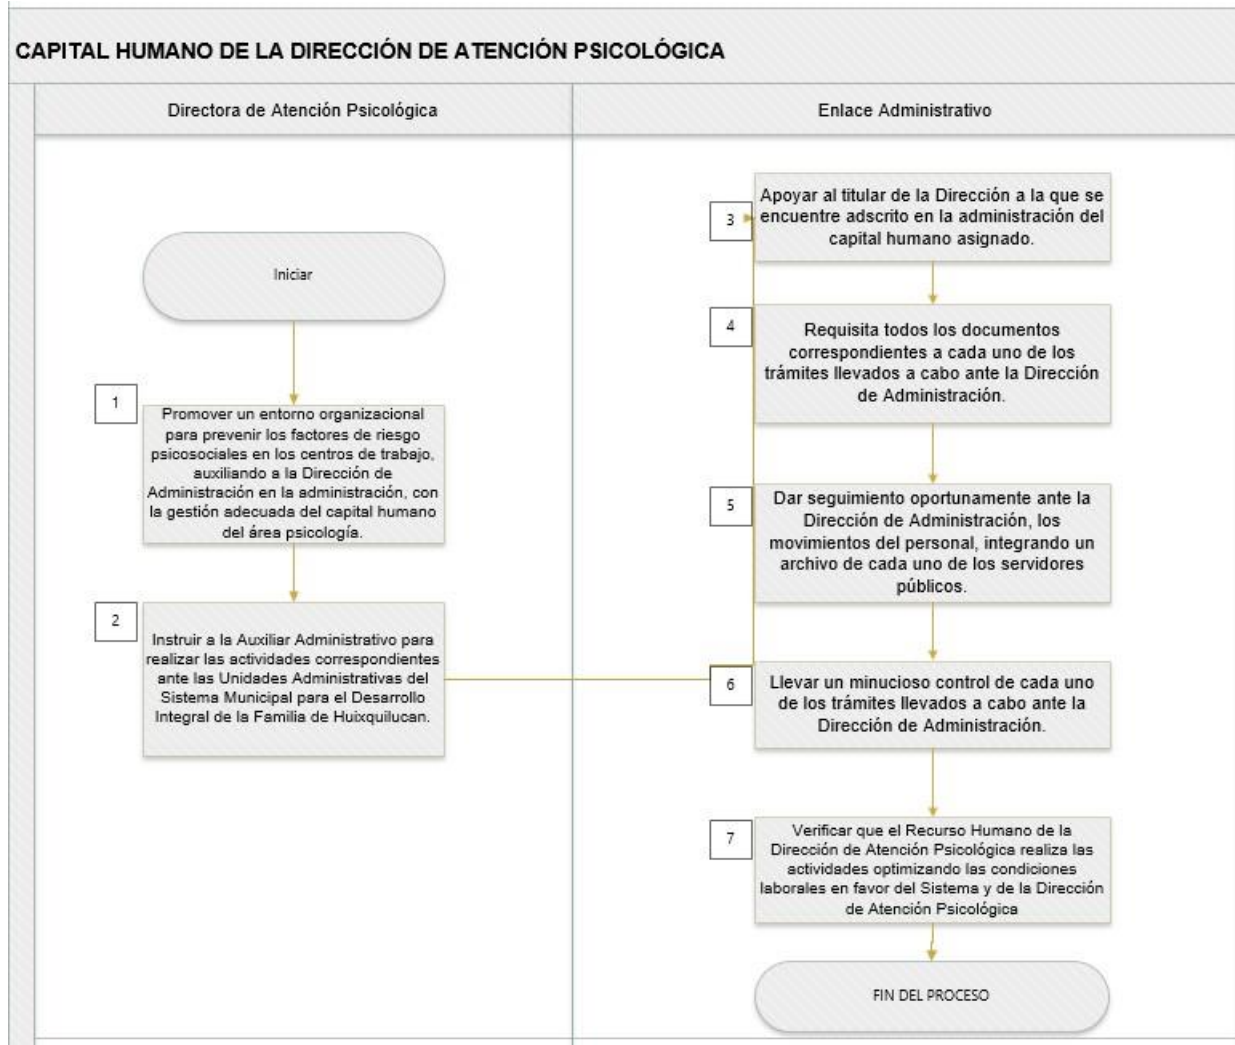 CAPITAL HUMANO DE LA DIRECCIÓN DE ATENCIÓN PSICOLÓGICA
Directora de Atención Psicológica
Enlace Administrativo
Iniciar
1
Promover un entorno organizacional
para prevenir los factores de riesgo
psicosociales en los centros de trabajo,
auxiliando a la Dirección de
Administración en la administración, con
la gestión adecuada del capital humano
del área psicología.
2
Instruir a la Auxiliar Administrativo para
realizar las actividades correspondientes
ante las Unidades Administrativas del
Sistema Municipal para el Desarrollo
Integral de la Familia de Huixquilucan.
3
Apoyar al titular de la Dirección a la que se
encuentre adscrito en la administración del
capital humano asignado.
4
Requisita todos los documentos
correspondientes a cada uno de los
trámites llevados a cabo ante la Dirección
de Administración.
5
Dar seguimiento oportunamente ante la
Dirección de Administración, los
movimientos del personal, integrando un
archivo de cada uno de los servidores
públicos.
6
Llevar un minucioso control de cada uno
de los trámites llevados a cabo ante la
Dirección de Administración.
7
Verificar que el Recurso Humano de la
Dirección de Atención Psicológica realiza las
actividades optimizando las condiciones
laborales en favor del Sistema y de la Dirección
de Atención Psicológica
FIN DEL PROCESO